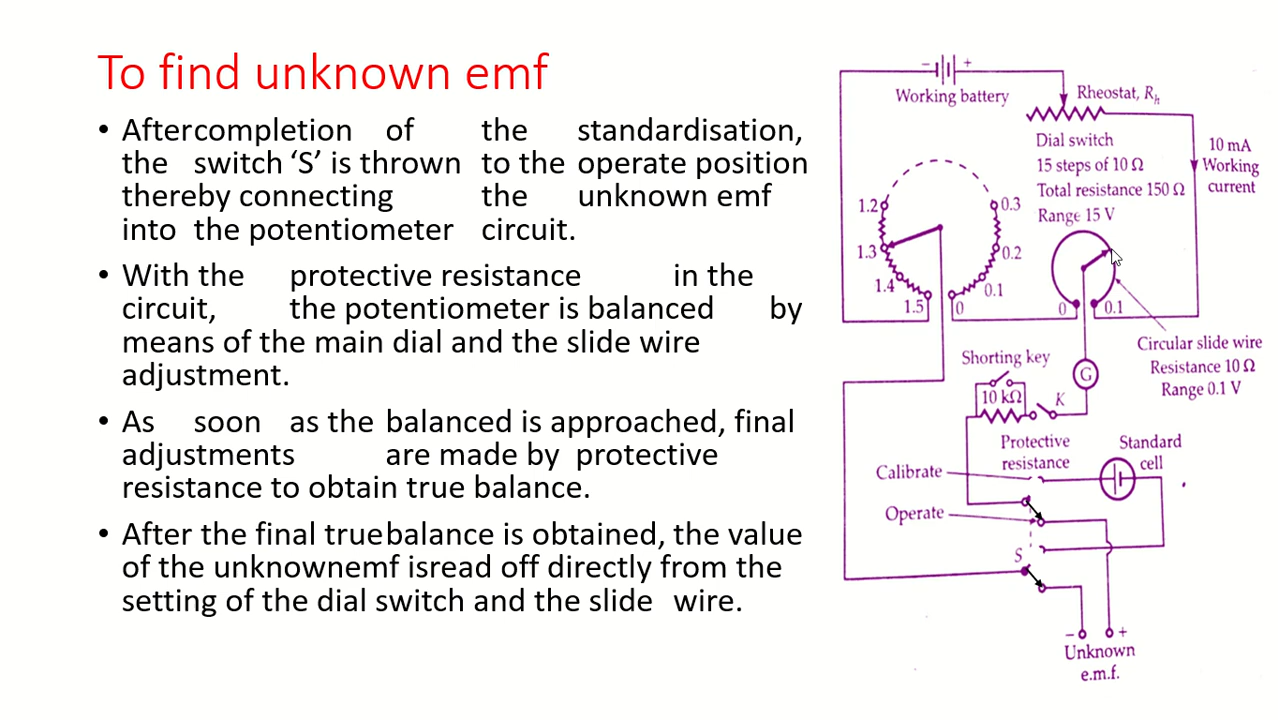 To find unknown emf
• Aftercompletion of the standardisation,
the switch ‘S’ is thrown to the operate position
thereby connecting the unknown emf
into the potentiometer circuit.
• With the protective resistance in the
circuit, the potentiometer is balanced by
means of the main dial and the slide wire
adjustment.
• As soon as the balanced is approached, final
adjustments are made by protective
resistance to obtain true balance.
• After the final truebalance is obtained, the value
of the unknownemf isread off directly from the
setting of the dial switch and the slide wire.
- +
Working battery
Rheostat, Rh
Dial switch
15 steps of 10 Ω
Total resistance 150 Ω
Range 15 V
10 mA
Working
current
1.2
1.3
1.4
1.5
0.3
0.2
0.1
0
0
0.1
Circular slide wire
Resistance 10 Ω
Range 0.1 V
Shorting key
10 kΩ
K
G
Protective
resistance
Standard
cell
Calibrate
Operate
S
- +
Unknown
e.m.f.